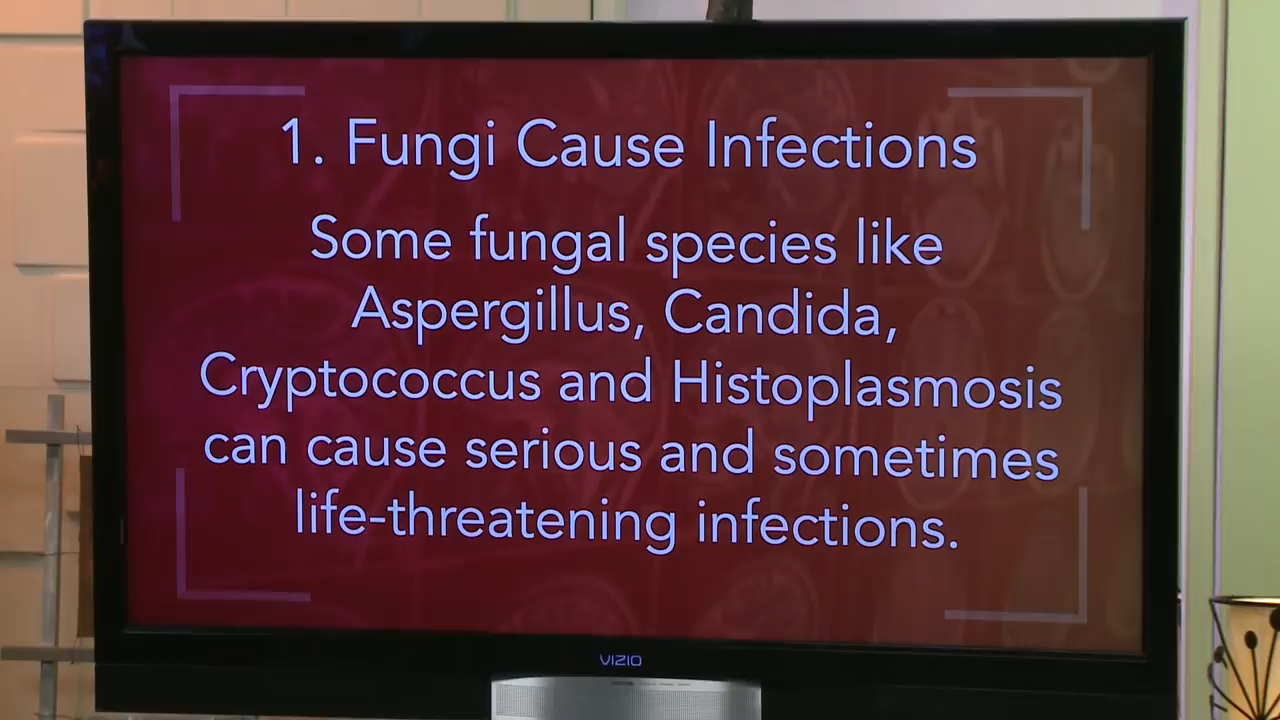 1. Fungi Cause Infections
Some fungal species like
Aspergillus, Candida,
Cryptococcus and Histoplasmosis
can cause serious and sometimes
life-threatening infections.
VIZIO